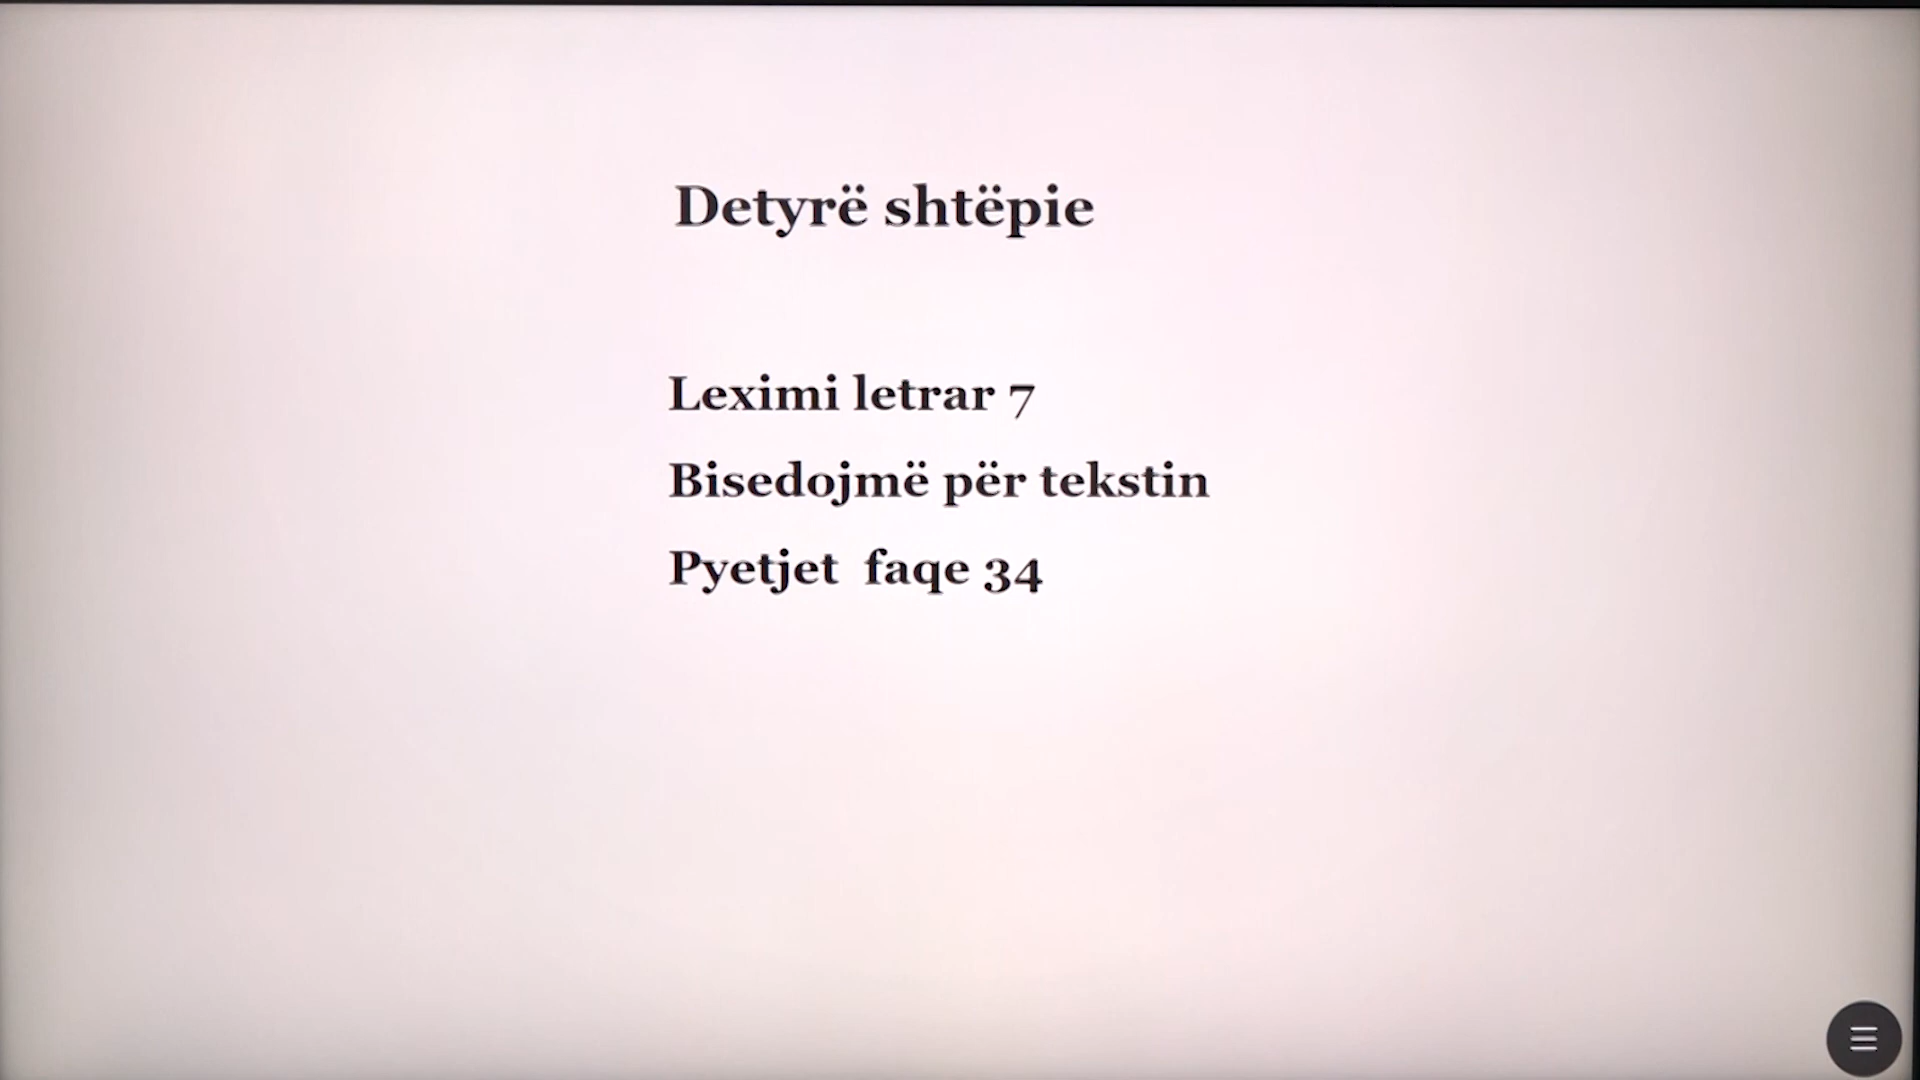 Detyrë shtëpie
Leximi letrar 7
Bisedojmë për tekstin
Pyetjet faqe 34